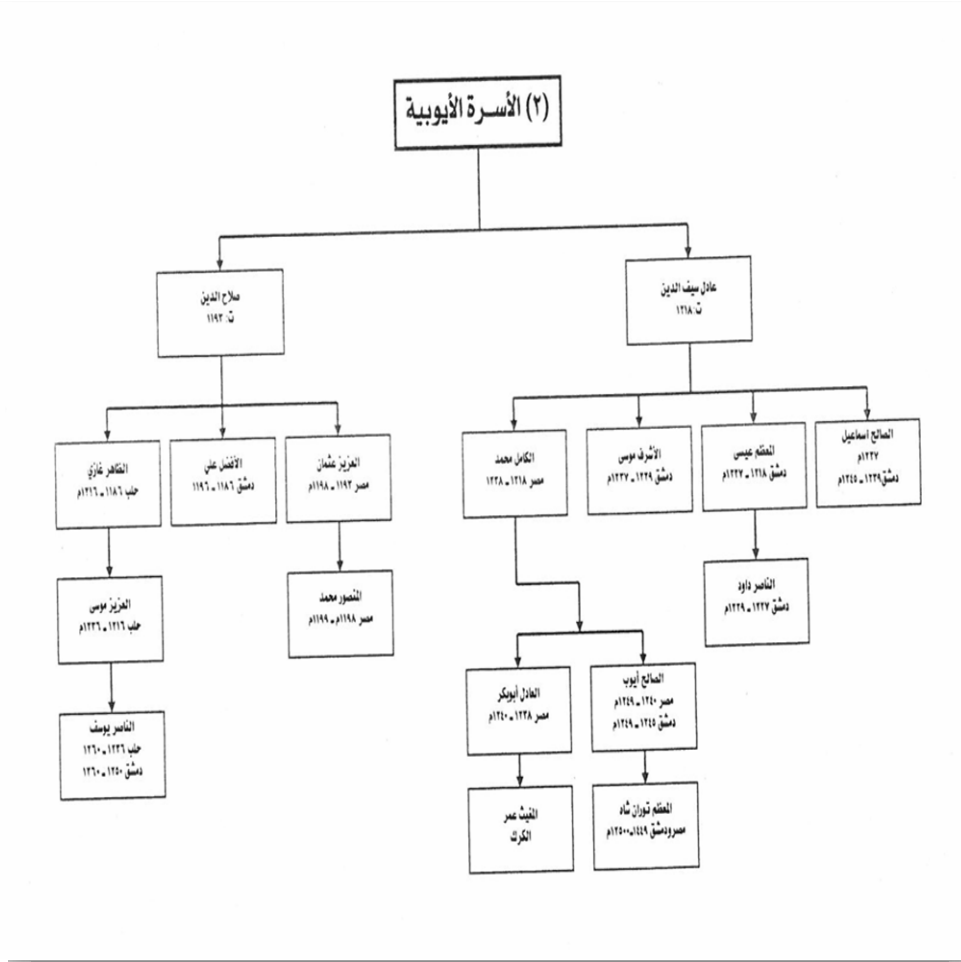 (٢) الأسـرة الأيوبية
عادل سيف الدين
ت: ١٢١٨
صلاح الدين
ت: ١١٩٣
الصالح اسماعيل
١٢٣٧م
دمشق١٢٣٩ - ١٢٤٥م
المعظم عيسى
دمشق ١٢١٨ - ١٢٢٧م
الأشرف موسى
دمشق ١٢٢٩ - ١٢٣٧م
الكامل محمد
مصر ١٢١٨ - ١٢٣٨
العزيز عثمان
مصر ١١٩٣ - ١١٩٨م
الأفضل علي
دمشق ١١٨٦ - ١١٩٦
الظاهر غازي
حلب ١١٨٦ - ١٢١٦م
الناصر داود
دمشق ١٢٢٧ - ١٢٢٩م
المنصور محمد
مصر ١١٩٨م - ١١٩٩م
العزيز موسى
حلب ١٢١٦ - ١٢٣٦م
الصالح أيوب
مصر ١٢٤٠ - ١٢٤٩م
دمشق ١٢٤٥ - ١٢٤٩م
العادل أبوبكر
مصر ١٢٣٨ - ١٢٤٠م
الناصر يوسف
حلب ١٢٣٦ - ١٢٦٠
دمشق ١٢٥٠ - ١٢٦٠
المعظم توران شاه
مصرودمشق ١٤٤٩-١٢٥٠٠م
المغيث عمر
الكرك